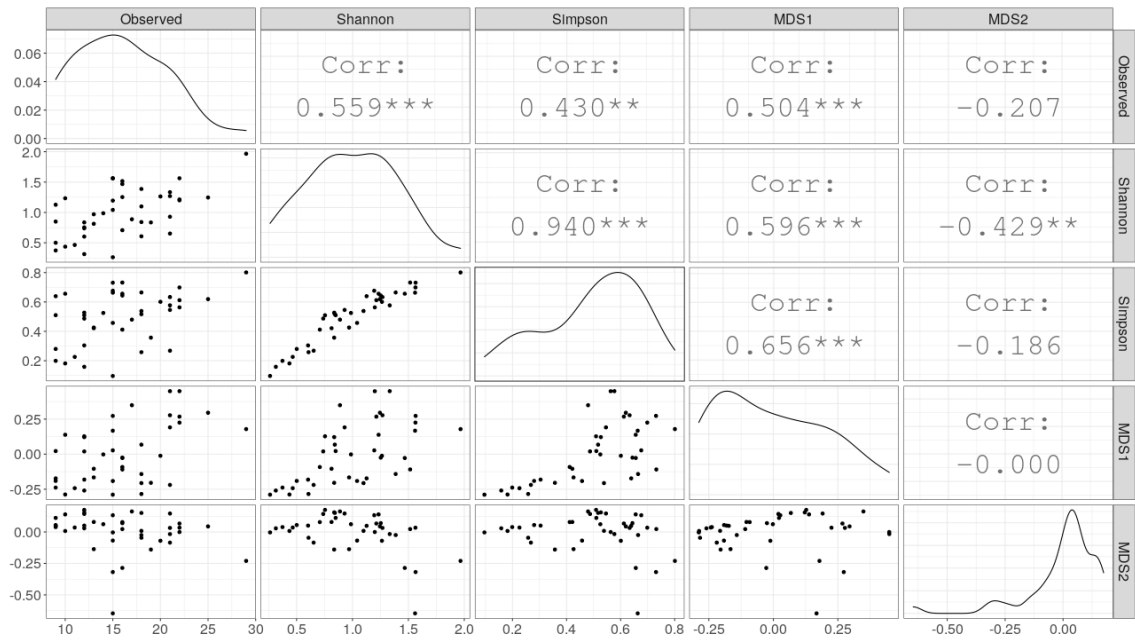 Observed Shannon SImpson MDS1 MDS2
Corr: Corr: Corr: Corr:
0.559*** 0.430** 0.504*** -0.207
0.06
0.04
0.02
0.00
Observed
Corr: Corr: Corr:
0.940*** 0.596*** -0.429**
2.0
1.5
1.0
0.5
Shannon
Corr: Corr:
0.656*** -0.186
0.8
0.6
0.4
0.2
SImpson
Corr:
-0.000
0.25
0.00
-0.25
MDS1
0.00
-0.25
-0.50
MDS2
10 15 20 25 30 0.5 1.0 1.5 2.0 0.2 0.4 0.6 0.8 -0.25 0.00 0.25 -0.50 -0.25 0.00